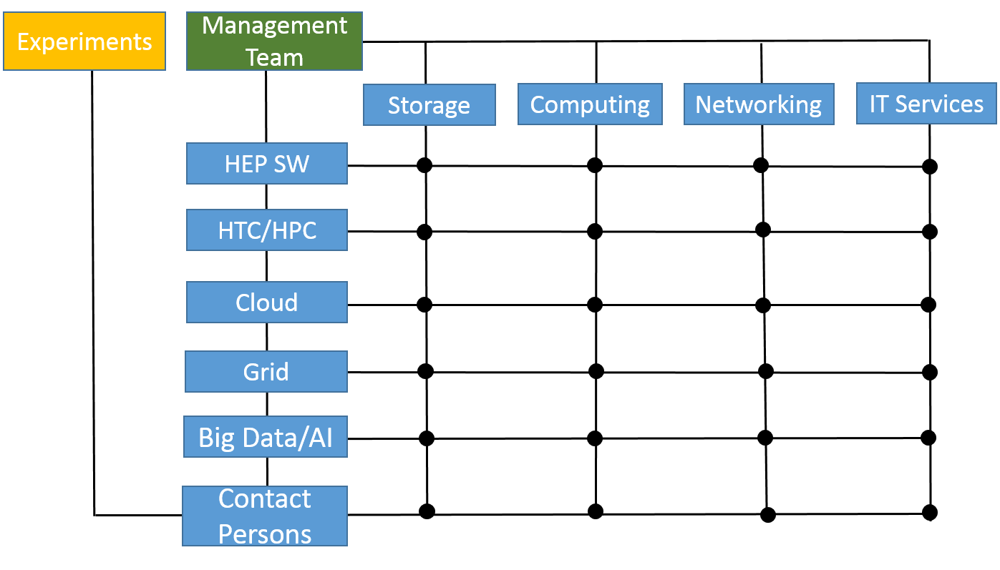 Experiments
Management
Team
Storage
Computing
Networking
IT Services
HEP SW
HTC/HPC
Cloud
Grid
Big Data/AI
Contact
Persons